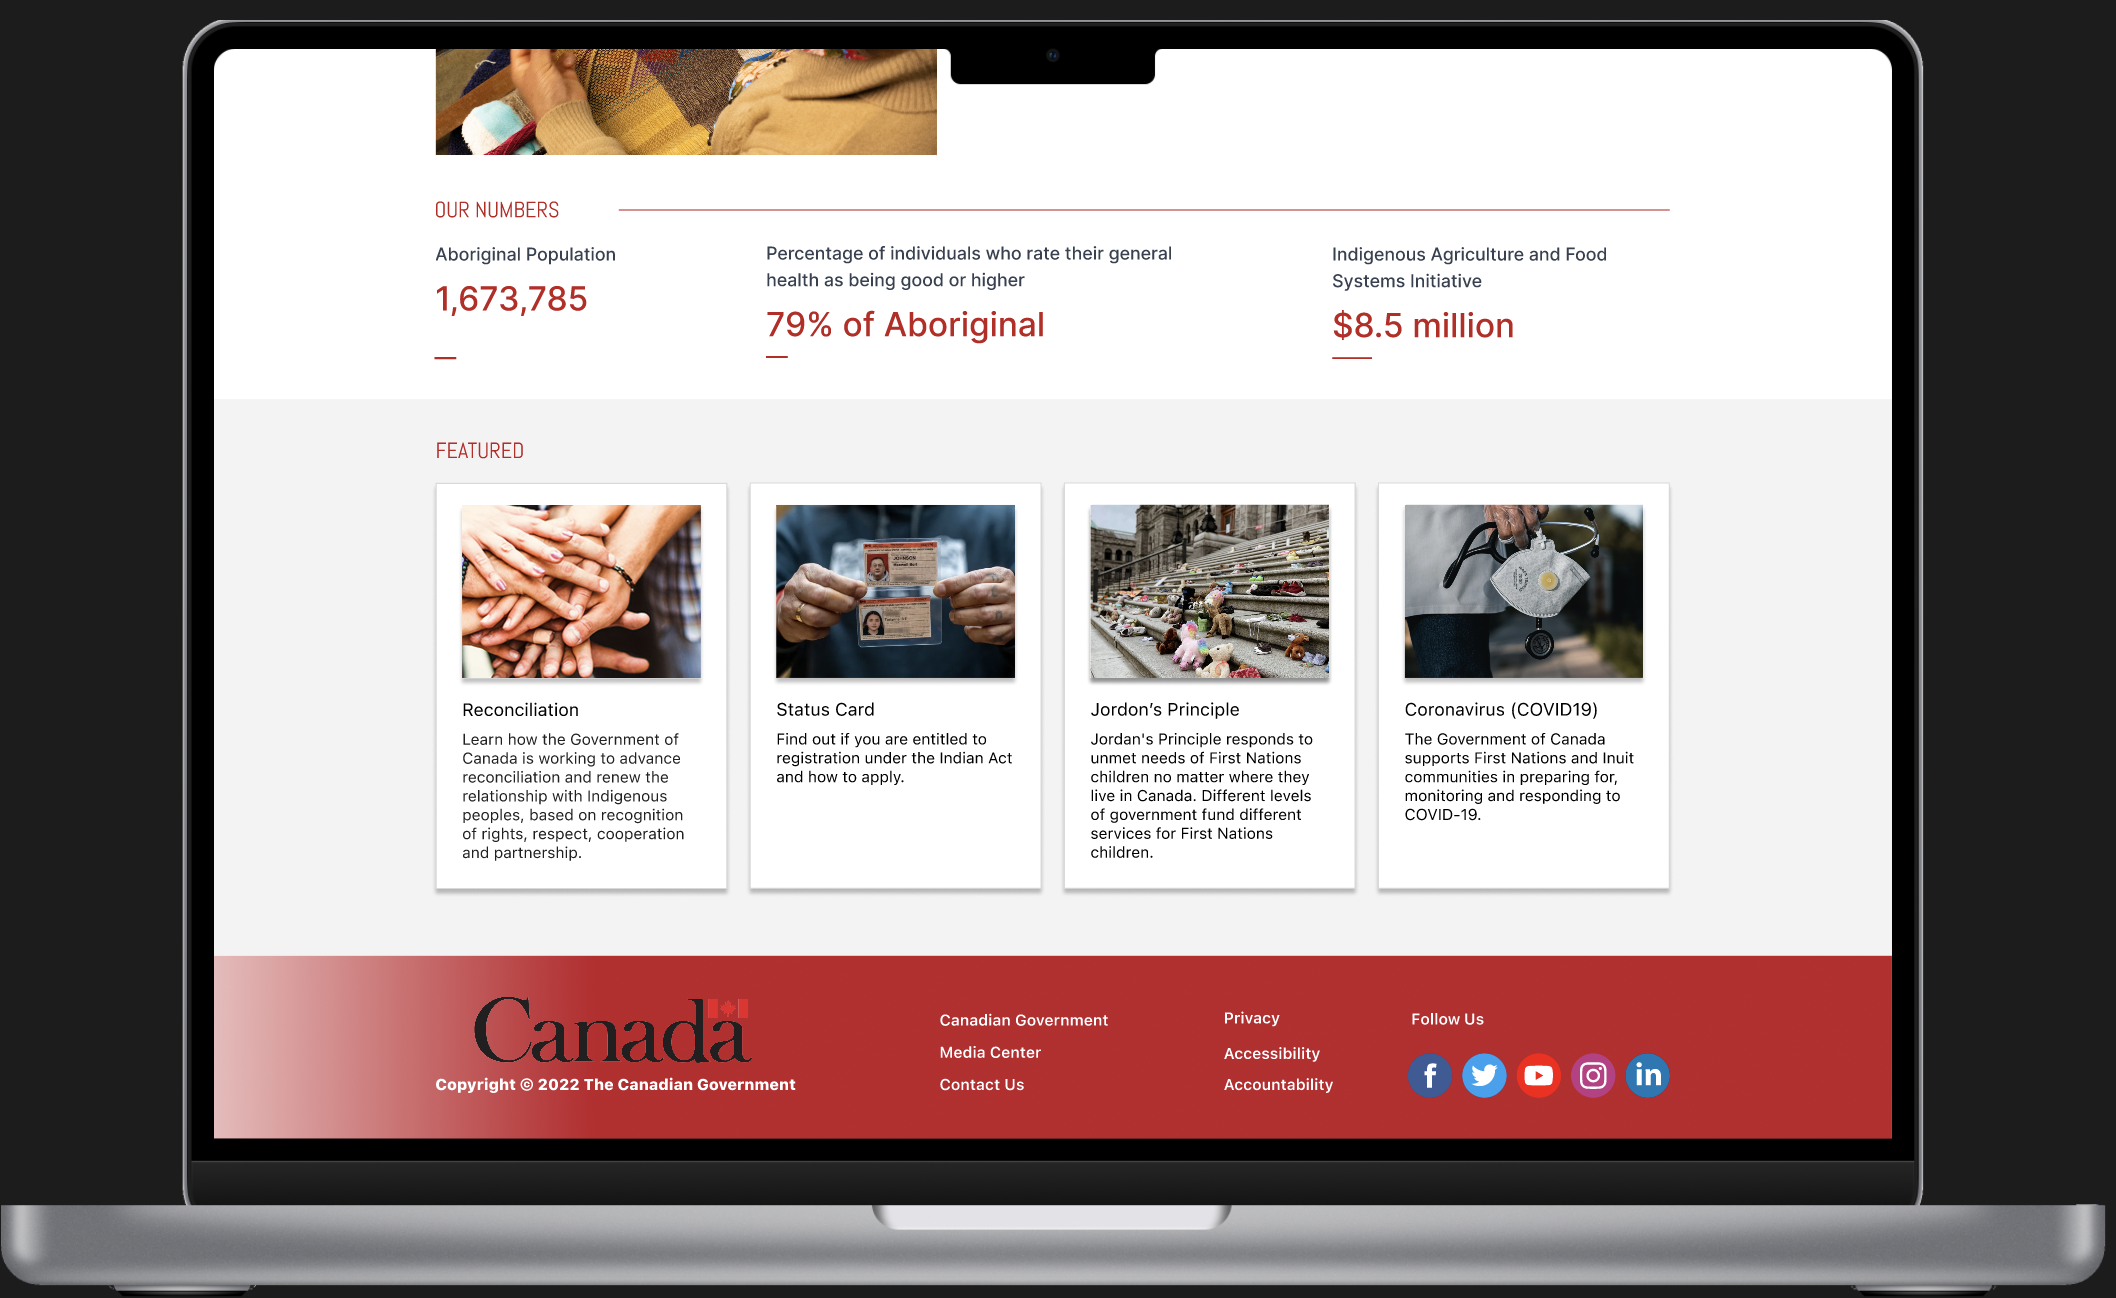 OUR NUMBERS
Aboriginal Population
1,673,785
Percentage of individuals who rate their general
health as being good or higher
79% of Aboriginal
Indigenous Agriculture and Food
Systems Initiative
$8.5 million
FEATURED
Reconciliation
Learn how the Government of
Canada is working to advance
reconciliation and renew the
relationship with Indigenous
peoples, based on recognition
of rights, respect, cooperation
and partnership.
JOHNSON
Status Card
Find out if you are entitled to
registration under the Indian Act
and how to apply.
Jordon’s Principle
Jordan's Principle responds to
unmet needs of First Nations
children no matter where they
live in Canada. Different levels
of government fund different
services for First Nations
children.
Coronavirus (COVID19)
The Government of Canada
supports First Nations and Inuit
communities in preparing for,
monitoring and responding to
COVID-19.
Canada
Copyright © 2022 The Canadian Government
Canadian Government
Media Center
Contact Us
Privacy
Accessibility
Accountability
Follow Us